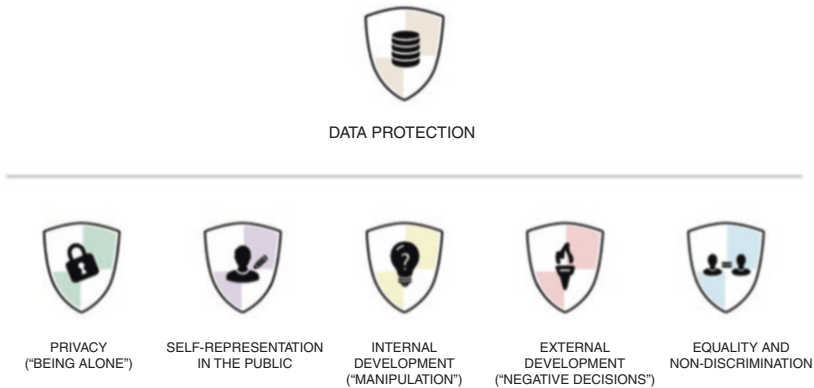 DATA PROTECTION
PRIVACY
("BEING ALONE")
SELF-REPRESENTATION
IN THE PUBLIC
INTERNAL
DEVELOPMENT
("MANIPULATION")
EXTERNAL
DEVELOPMENT
("NEGATIVE DECISIONS")
EQUALITY AND
NON-DISCRIMINATION